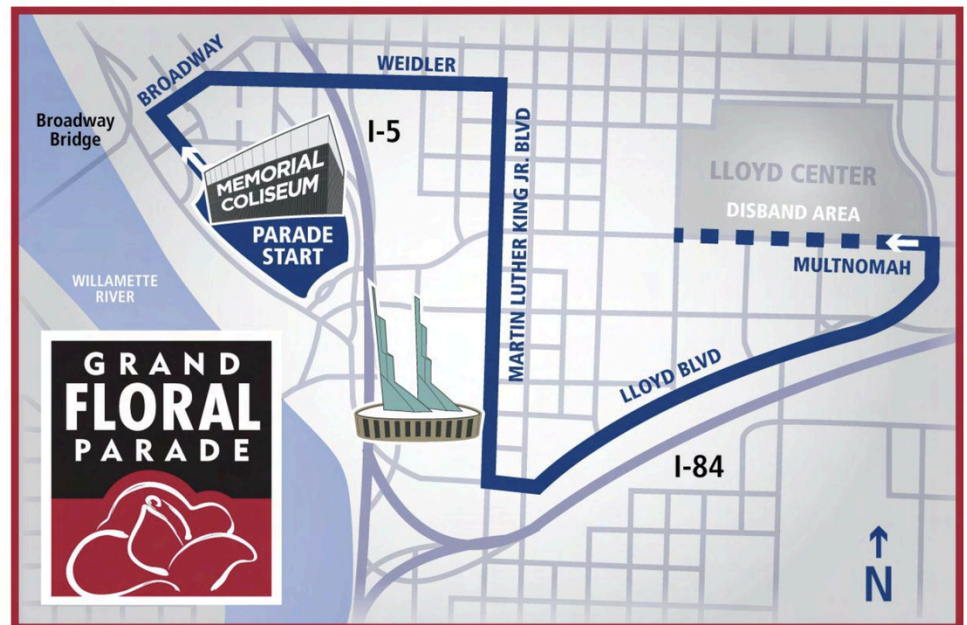 BROADWAY
WEIDLER
Broadway
Bridge
I-5
MEMORIAL
COLISEUM
PARADE
START
MARTIN LUTHER KING JR. BLVD
LLOYD CENTER
DISBAND AREA
MULTNOMAH
WILLAMETTE
RIVER
LLOYD BLVD
GRAND
FLORAL
PARADE
I-84
N